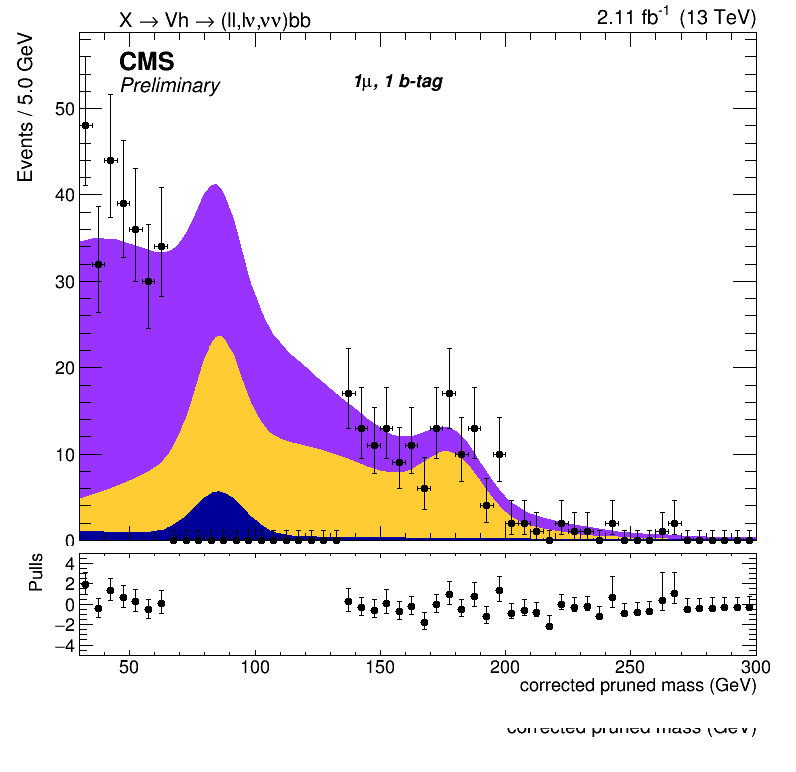 X → Vh → (ll,lν,νν)bb
2.11 fb⁻¹ (13 TeV)
CMS
Preliminary
1μ, 1 b-tag
Events / 5.0 GeV
50
40
30
20
10
0
Pulls
4
2
0
−2
−4
50 100 150 200 250 300
corrected pruned mass (GeV)
corrected pruned mass (GeV)